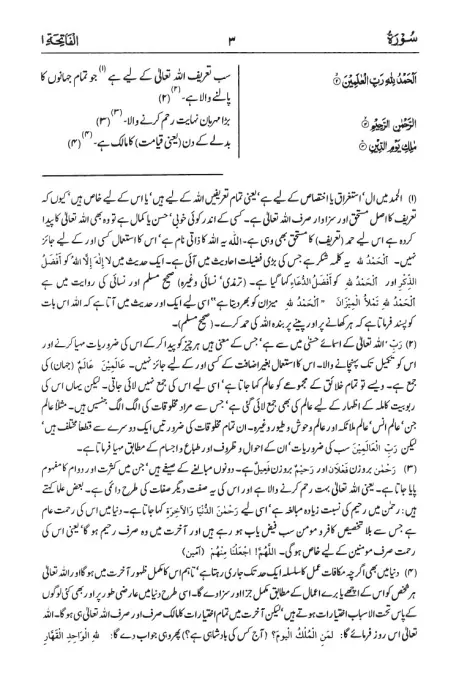 سُوْرَةُ ۳ الْفَاتِحَة ۱
اَلْحَمْدُ لِلّٰهِ رَبِّ الْعٰلَمِيْنَ ②
الرَّحْمٰنِ الرَّحِيْمِ ③
مٰلِكِ يَوْمِ الدِّيْنِ ④
سب تعریف اللہ تعالیٰ کے لیے ہے (۱) جو تمام جہانوں کا
پالنے والا ہے۔ (۲) (۲)
بڑا مہربان نہایت رحم کرنے والا۔ (۳) (۳)
بدلے کے دن (یعنی قیامت) کا مالک ہے۔ (۴) (۴)
(۱) الحمد میں ال' استغراق یا اختصاص کے لیے ہے' یعنی تمام تعریفیں اللہ کے لیے ہیں' یا اس کے لیے خاص ہیں' کیوں کہ
تعریف کا اصل مستحق اور سزاوار صرف اللہ تعالیٰ ہے۔ کسی کے اندر کوئی خوبی' حسن یا کمال ہے تو وہ بھی اللہ تعالیٰ کا پیدا
کردہ ہے اس لیے حمد (تعریف) کا مستحق بھی وہی ہے۔ اللہ یہ اللہ کا ذاتی نام ہے' اس کا استعمال کسی اور کے لیے جائز
نہیں۔ اَلْحَمْدُ لِلّٰهِ یہ کلمہ شکر ہے جس کی بڑی فضیلت احادیث میں آئی ہے۔ ایک حدیث میں لَا إِلٰهَ إِلَّا اللهُ کو أَفْضَلُ
الذِّكْرِ اور اَلْحَمْدُ لِلّٰهِ کو أَفْضَلُ الدُّعَاءِ کہا گیا ہے۔ (ترمذی' نسائی وغیرہ) صحیح مسلم اور نسائی کی روایت میں ہے
اَلْحَمْدُ لِلّٰهِ تَمْلَأُ الْمِيْزَانَ ” اَلْحَمْدُ لِلّٰهِ میزان کو بھر دیتا ہے“ اسی لیے ایک اور حدیث میں آتا ہے کہ اللہ اس بات
کو پسند فرماتا ہے کہ ہر کھانے پر اور پینے پر بندہ اللہ کی حمد کرے۔ (صحیح مسلم)۔
(۲) رَبّ' اللہ تعالیٰ کے اسمائے حسنیٰ میں سے ہے' جس کے معنی ہیں ہر چیز کو پیدا کر کے اس کی ضروریات مہیا کرنے اور
اس کو تکمیل تک پہنچانے والا۔ اس کا استعمال بغیر اضافت کے کسی اور کے لیے جائز نہیں۔ عَالَمِيْنَ عَالَمٌ (جہان) کی
جمع ہے۔ ویسے تو تمام خلائق کے مجموعے کو عالم کہا جاتا ہے' اسی لیے اس کی جمع نہیں لائی جاتی۔ لیکن یہاں اس کی
ربوبیت کاملہ کے اظہار کے لیے عالم کی بھی جمع لائی گئی ہے' جس سے مراد مخلوقات کی الگ الگ جنسیں ہیں۔ مثلاً عالم
جن' عالم انس' عالم ملائکہ اور عالم وحوش و طیور وغیرہ۔ ان تمام مخلوقات کی ضرورتیں ایک دوسرے سے قطعاً مختلف ہیں'
لیکن رَبِّ الْعَالَمِيْنَ سب کی ضروریات' ان کے احوال و ظروف اور طباع و اجسام کے مطابق مہیا فرماتا ہے۔
(۳) رَحْمٰن بروزن فَعْلَان اور رَحِيْمٌ بروزن فَعِيْلٌ ہے۔ دونوں مبالغے کے صیغے ہیں' جن میں کثرت اور دوام کا مفہوم
پایا جاتا ہے۔ یعنی اللہ تعالیٰ بہت رحم کرنے والا ہے اور اس کی یہ صفت دیگر صفات کی طرح دائمی ہے۔ بعض علما کہتے
ہیں: رحمٰن میں رحیم کی نسبت زیادہ مبالغہ ہے' اسی لیے رَحْمٰنَ الدُّنْيَا وَالْآخِرَةِ کہا جاتا ہے۔ دنیا میں اس کی رحمت عام
ہے جس سے بلا تخصیص کافر و مومن سب فیض یاب ہو رہے ہیں اور آخرت میں وہ صرف رحیم ہو گا' یعنی اس کی
رحمت صرف مومنین کے لیے خاص ہوگی۔ اَللّٰهُمَّ! اجْعَلْنَا مِنْهُمْ (آمین)
(۴) دنیا میں بھی اگرچہ مکافات عمل کا سلسلہ ایک حد تک جاری رہتا ہے' تاہم اس کا مکمل ظہور آخرت میں ہو گا اور اللہ تعالیٰ
ہر شخص کو اس کے اچھے یا برے اعمال کے مطابق مکمل جزا اور سزا دے گا۔ اسی طرح دنیا میں عارضی طور پر اور بھی کئی لوگوں
کے پاس تحت الاسباب اختیارات ہوتے ہیں' لیکن آخرت میں تمام اختیارات کا مالک صرف اور صرف اللہ تعالیٰ ہی ہو گا۔ اللہ
تعالیٰ اس روز فرمائے گا: لِمَنِ الْمُلْكُ الْيَوْمَ؟ (آج کس کی بادشاہی ہے؟) پھر وہی جواب دے گا: لِلّٰهِ الْوَاحِدِ الْقَهَّارِ